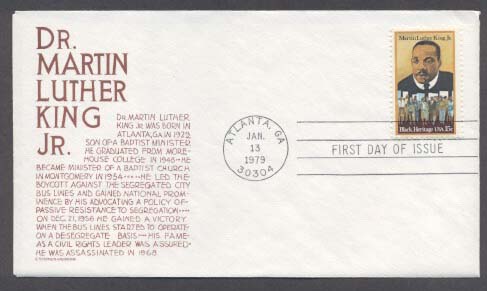 DR.
MARTIN
LUTHER
KING
JR.
DR. MARTIN LUTHER
KING JR. WAS BORN IN
ATLANTA, GA. IN 1929,
SON OF A BAPTIST MINISTER.
HE GRADUATED FROM MORE-
HOUSE COLLEGE IN 1948--HE
BECAME MINISTER OF A BAPTIST CHURCH
IN MONTGOMERY IN 1954----HE LED THE
BOYCOTT AGAINST THE SEGREGATED CITY
BUS LINES AND GAINED NATIONAL PROM-
INENCE BY HIS ADVOCATING A POLICY OF-
PASSIVE RESISTANCE TO SEGREGATION----
ON DEC. 21, 1956 HE GAINED A VICTORY
WHEN THE BUS LINES STARTED TO OPERATE-
ON A DESEGREGATE BASIS--HIS FAME-
AS A CIVIL RIGHTS LEADER WAS ASSURED-
HE WAS ASSASSINATED IN 1968.
ATLANTA, GA
JAN.
13
1979
30304
FIRST DAY OF ISSUE
Martin Luther King Jr.
Black Heritage USA 15c